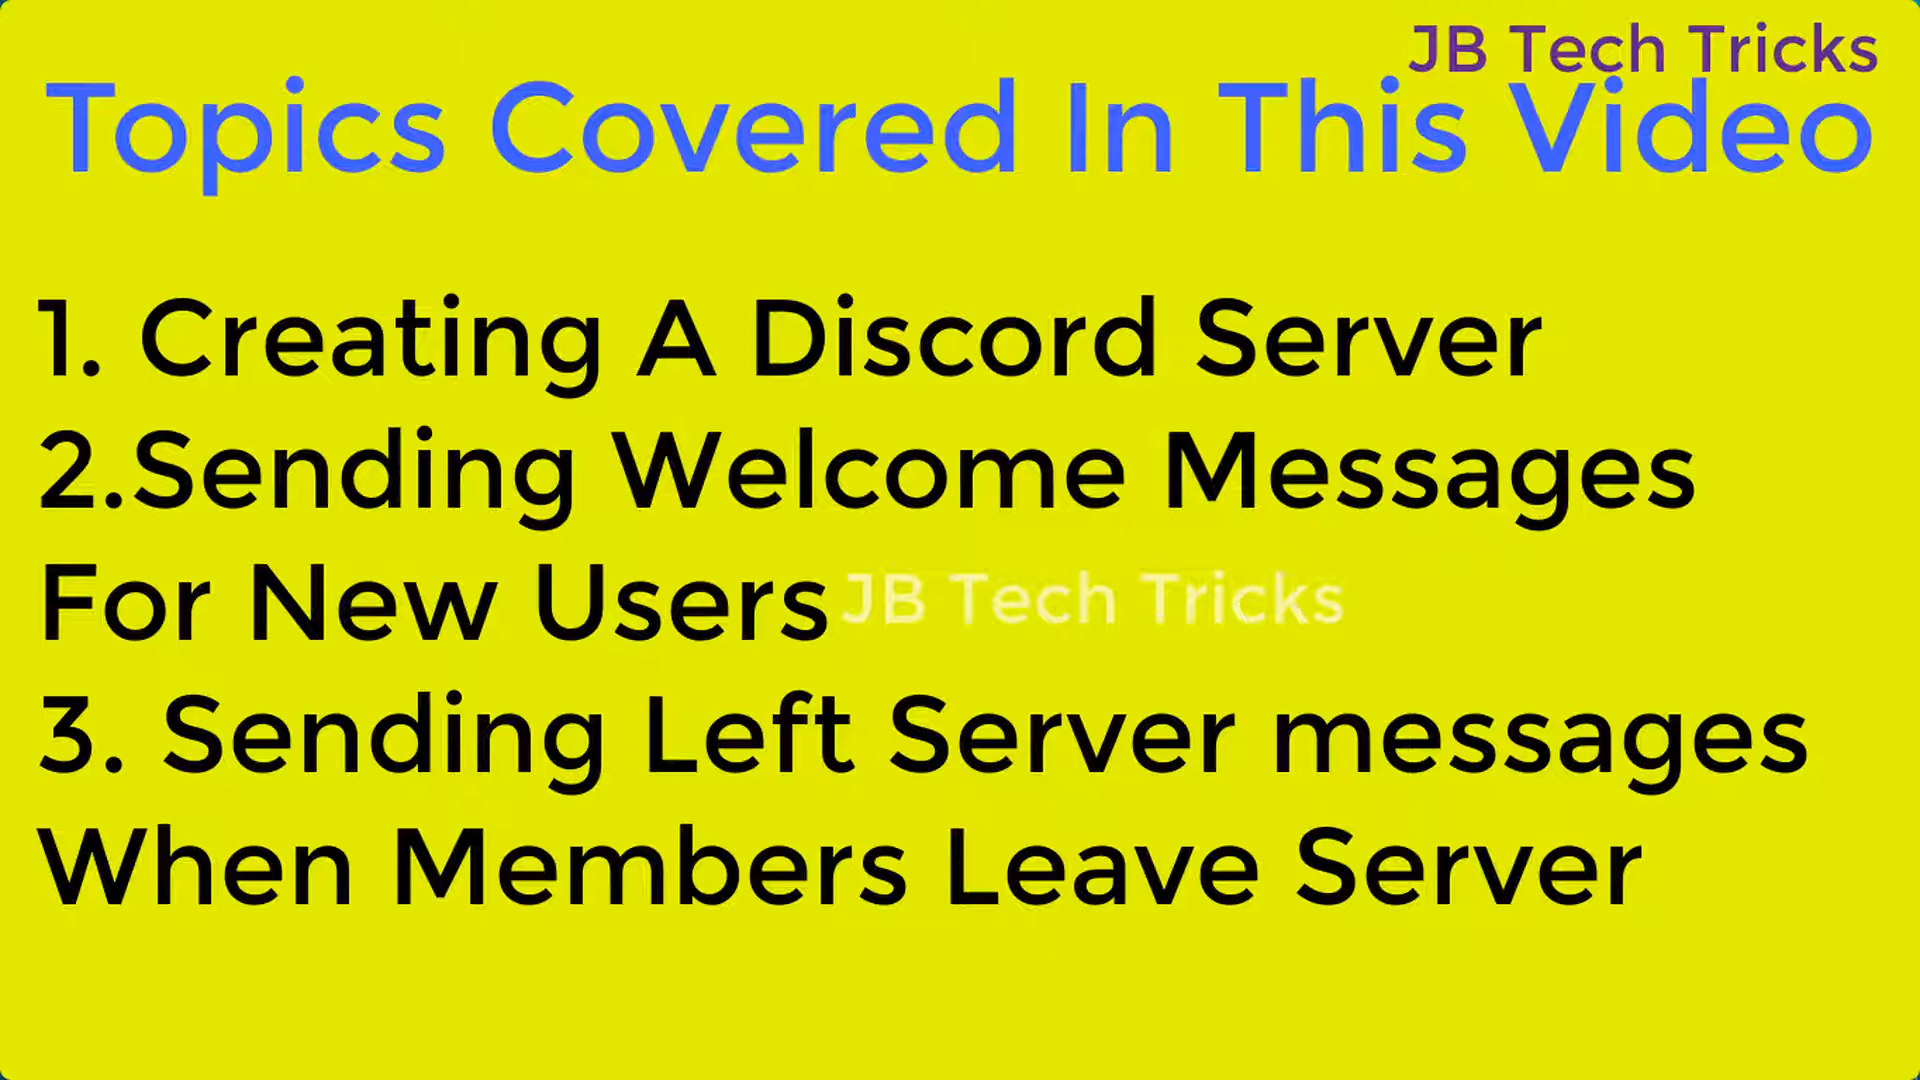 JB Tech Tricks
Topics Covered In This Video
1. Creating A Discord Server
2.Sending Welcome Messages
For New Users JB Tech Tricks
3. Sending Left Server messages
When Members Leave Server